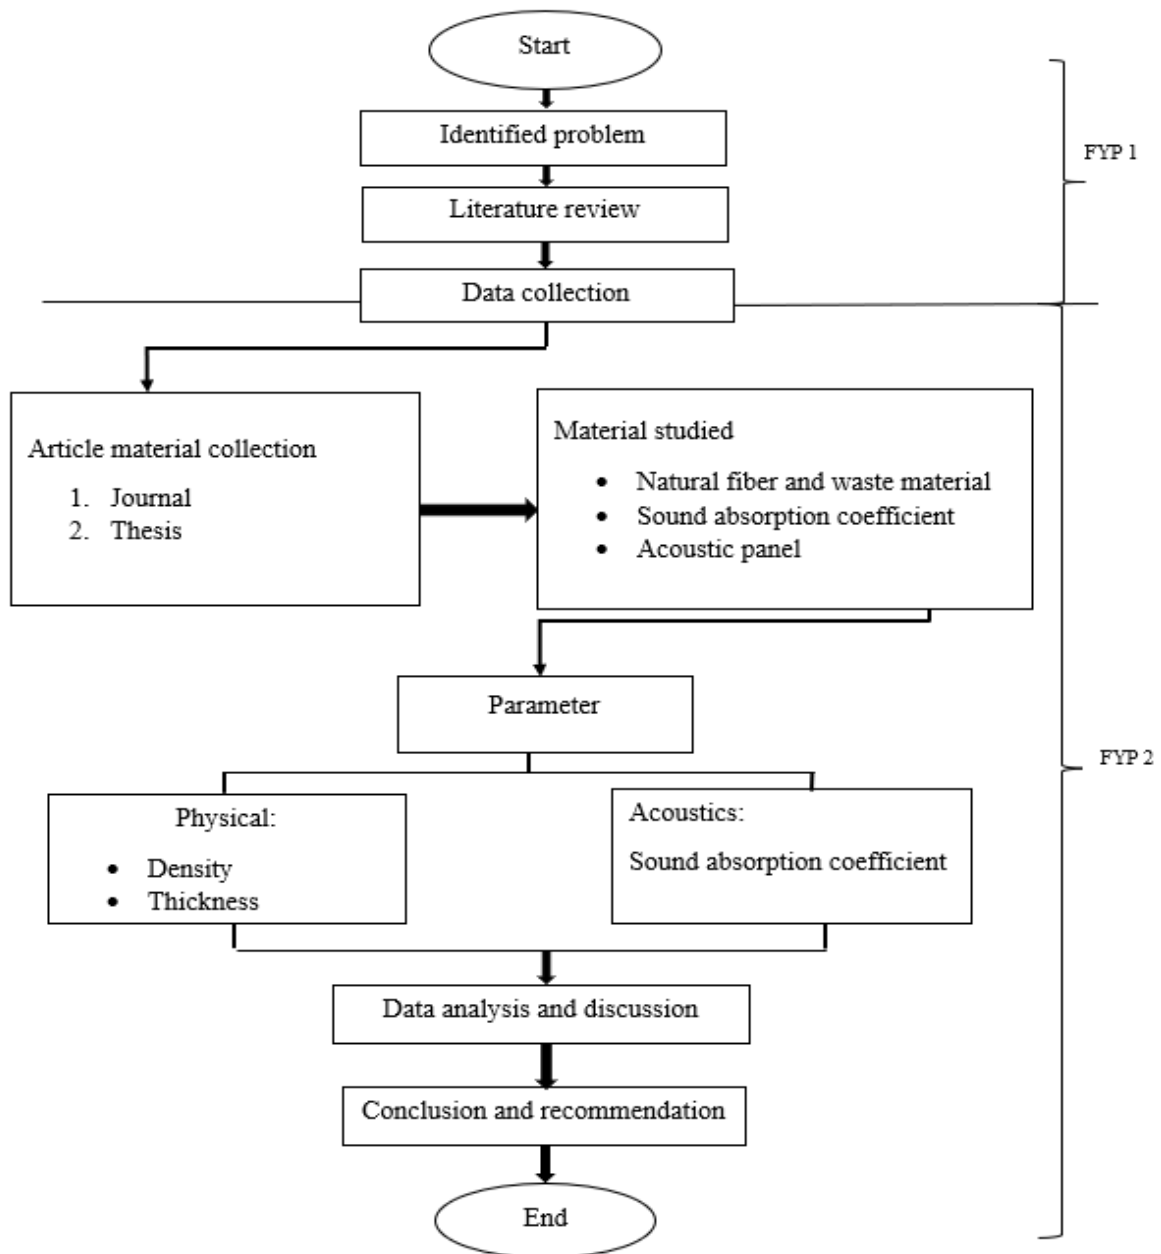 Start
Identified problem
FYP 1
Literature review
Data collection
Article material collection
1. Journal
2. Thesis
Material studied
• Natural fiber and waste material
• Sound absorption coefficient
• Acoustic panel
Parameter
FYP 2
Physical:
• Density
• Thickness
Acoustics:
Sound absorption coefficient
Data analysis and discussion
Conclusion and recommendation
End